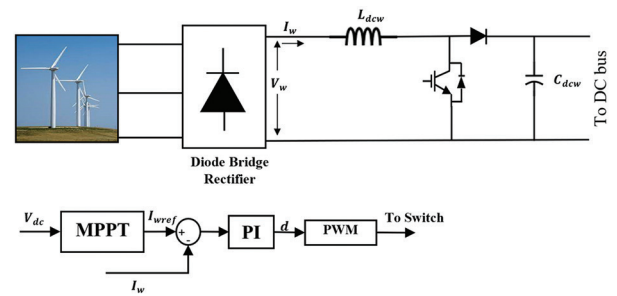 I_w
L_dcw
V_w
C_dcw
To DC bus
Diode Bridge
Rectifier
V_dc
MPPT
I_wref
+
-
PI
d
PWM
To Switch
I_w